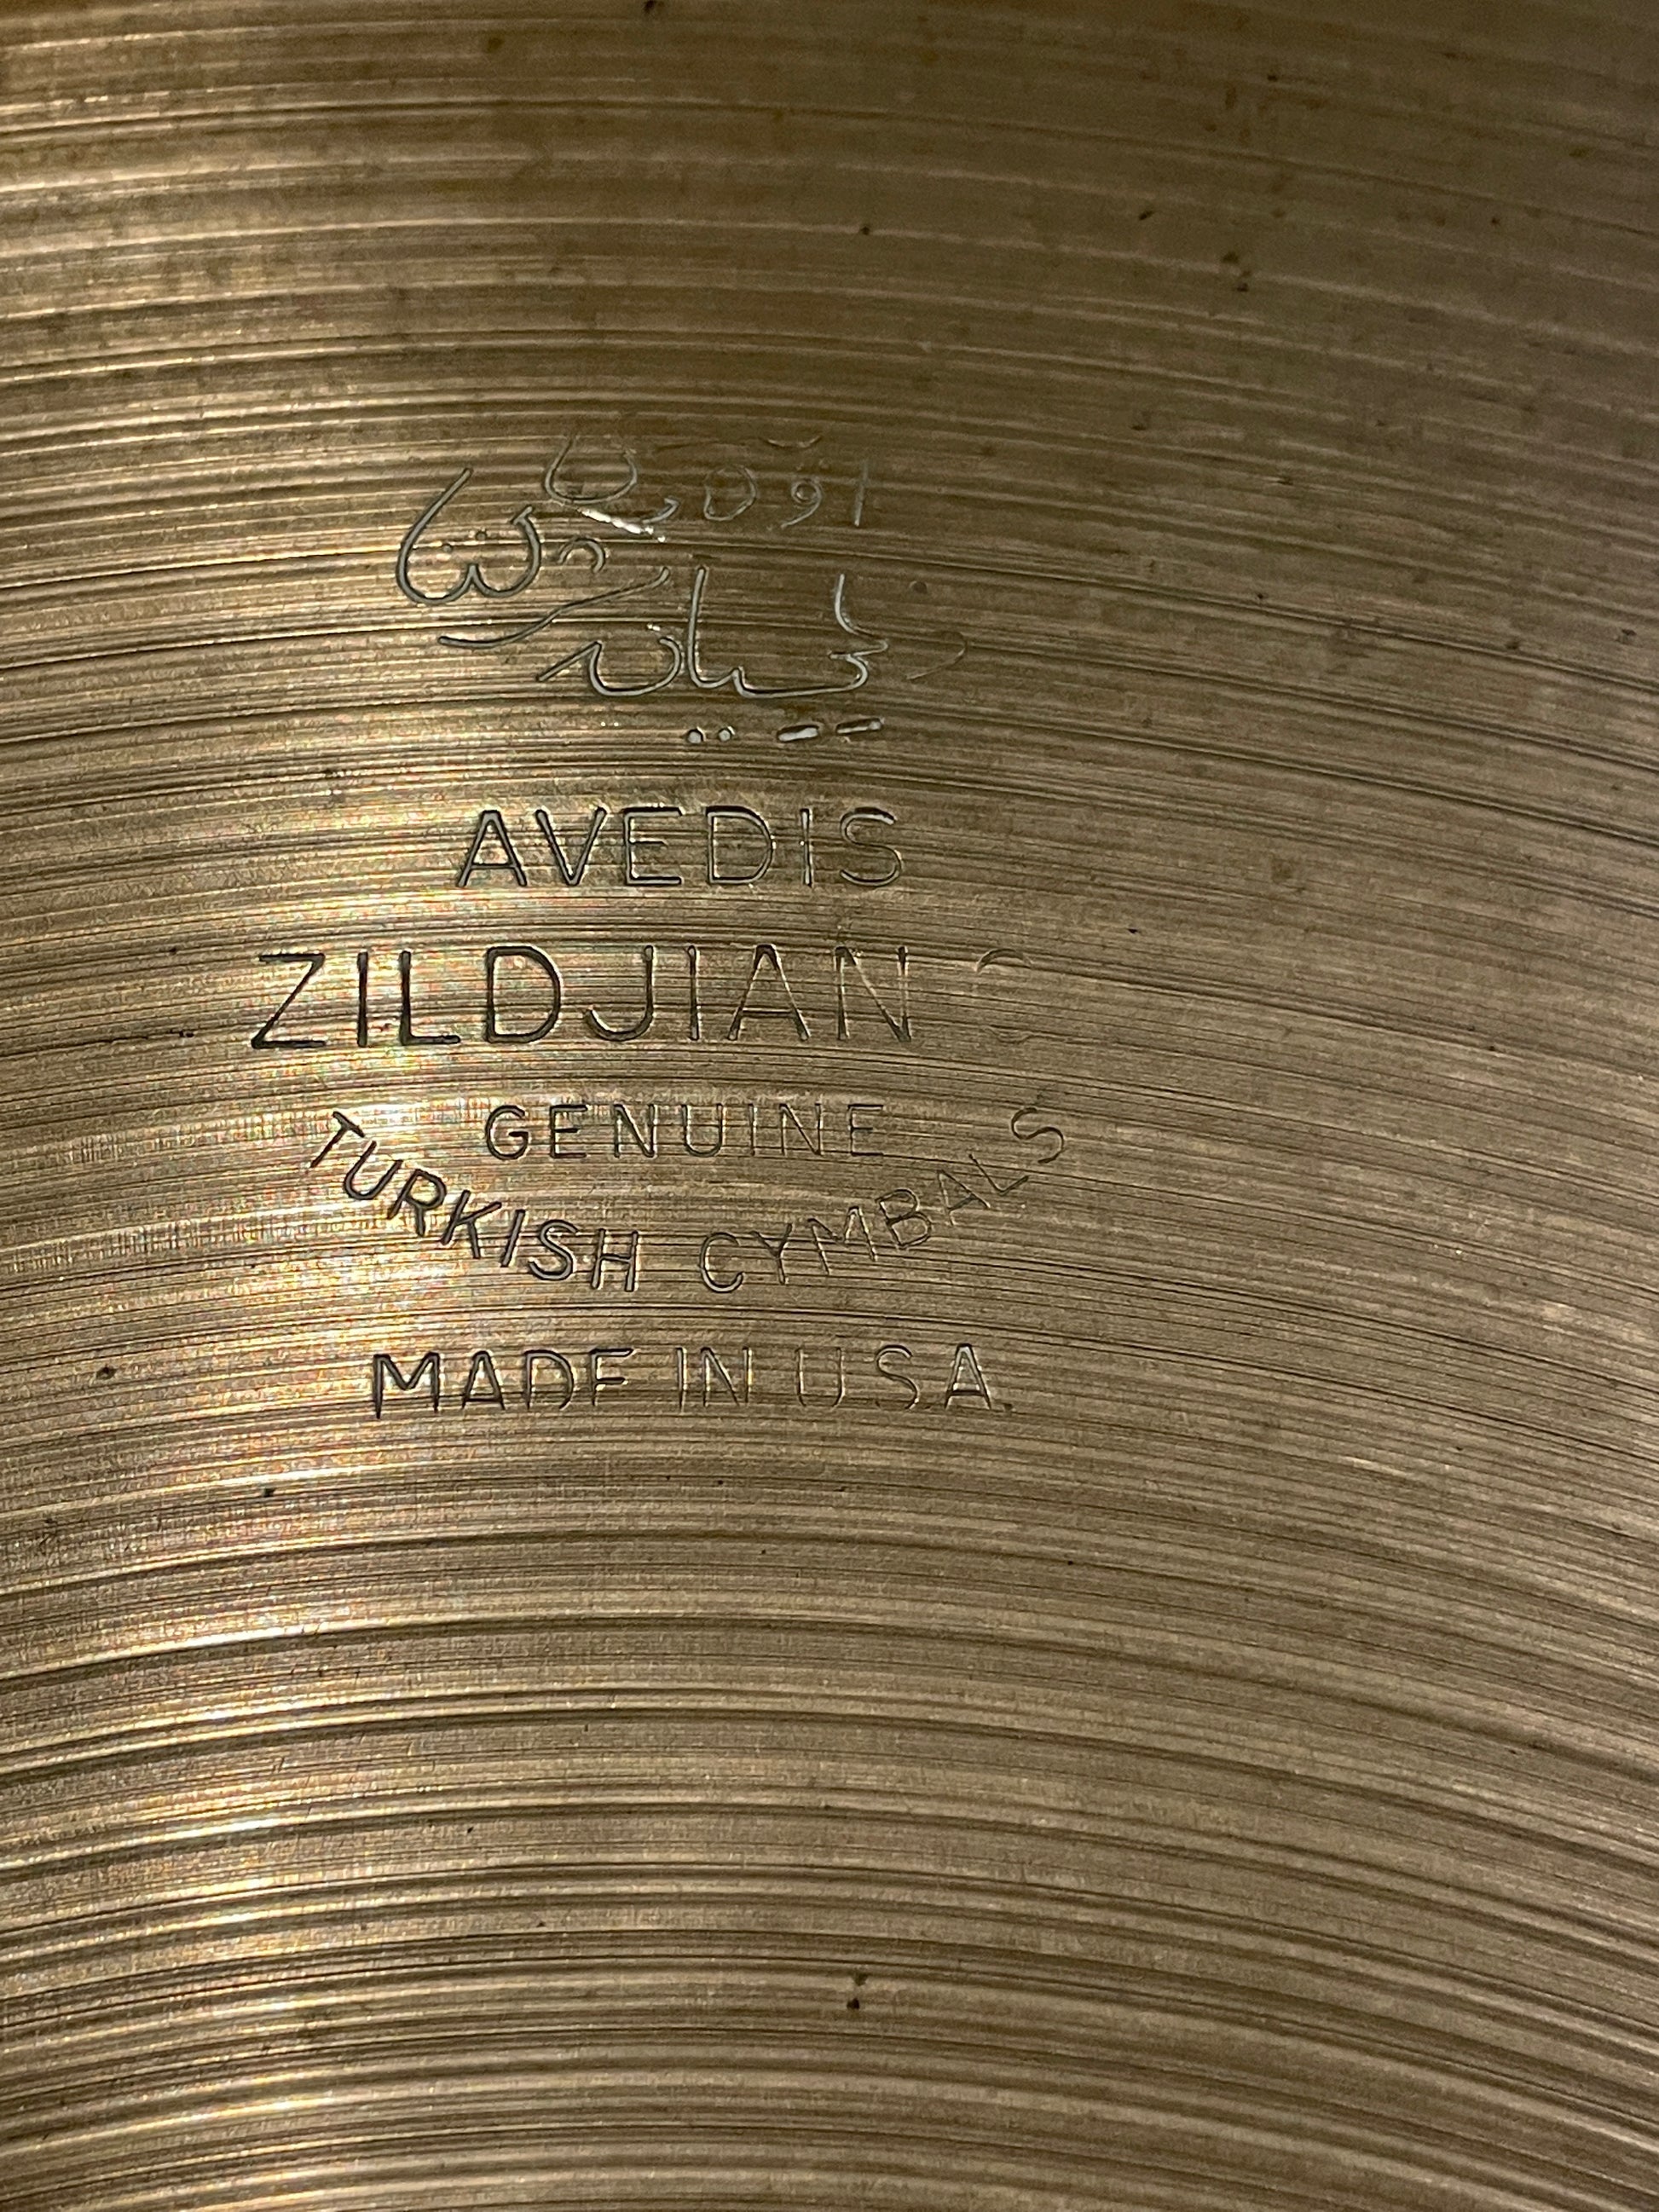 AVEDIS
ZILDJIAN
GENUINE
TURKISH CYMBALS
MADE IN U.S.A.